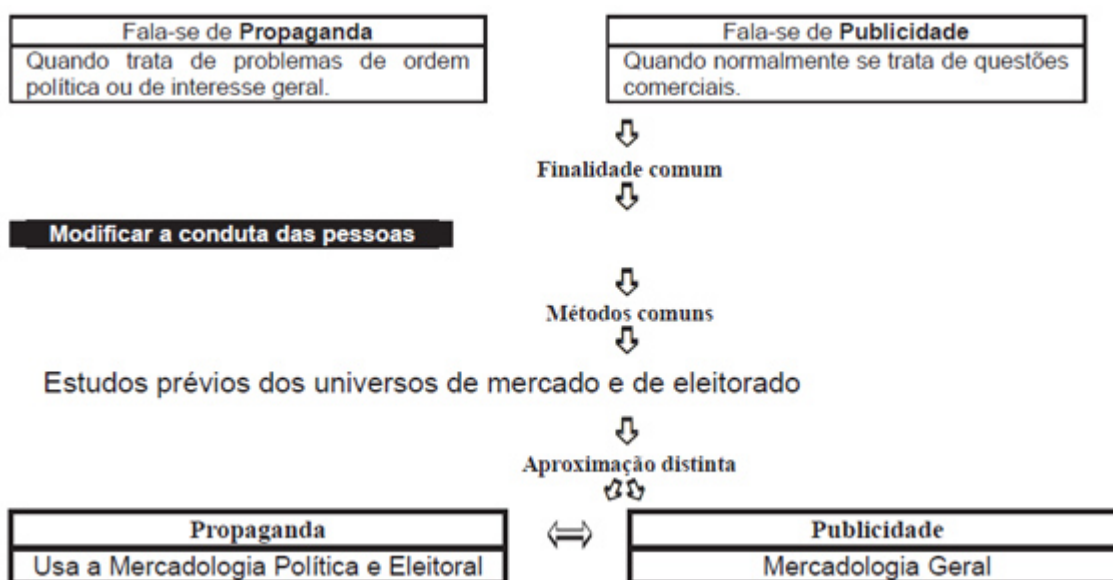 Fala-se de Propaganda
Quando trata de problemas de ordem
política ou de interesse geral.
Fala-se de Publicidade
Quando normalmente se trata de questões
comerciais.
Finalidade comum
Modificar a conduta das pessoas
Métodos comuns
Estudos prévios dos universos de mercado e de eleitorado
Aproximação distinta
Propaganda
Usa a Mercadologia Política e Eleitoral
Publicidade
Mercadologia Geral